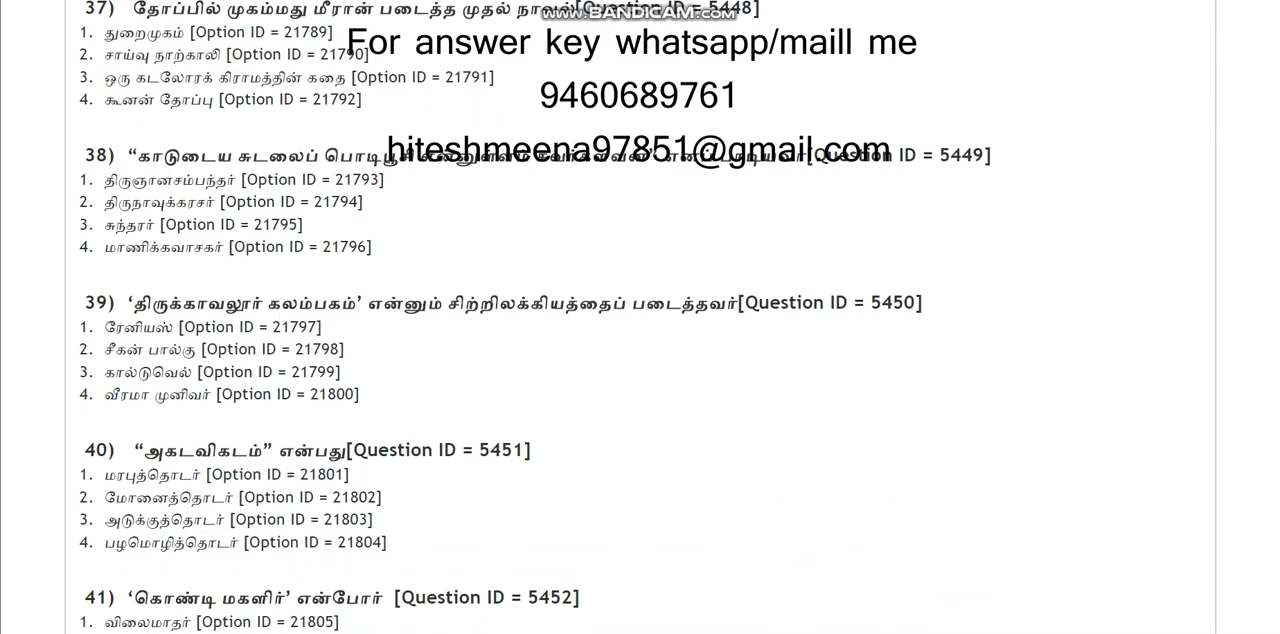 37) தோப்பில் முகம்மது மீரான் படைத்த முதல் நாவல்[Question ID = 5448]
www.BANDICAM.com
1. துறைமுகம் [Option ID = 21789]
For answer key whatsapp/maill me
2. சாய்வு நாற்காலி [Option ID = 21790]
3. ஒரு கடலோரக் கிராமத்தின் கதை [Option ID = 21791]
9460689761
4. கூனன் தோப்பு [Option ID = 21792]
hiteshmeena97851@gmail.com
38) “காடுடைய சுடலைப் பொடிபூசி [Question ID = 5449]
1. திருஞானசம்பந்தர் [Option ID = 21793]
2. திருநாவுக்கரசர் [Option ID = 21794]
3. சுந்தரர் [Option ID = 21795]
4. மாணிக்கவாசகர் [Option ID = 21796]
39) ‘திருக்காவலூர் கலம்பகம்’ என்னும் சிற்றிலக்கியத்தைப் படைத்தவர்[Question ID = 5450]
1. ரேனியஸ் [Option ID = 21797]
2. சீகன் பால்கு [Option ID = 21798]
3. கால்டுவெல் [Option ID = 21799]
4. வீரமா முனிவர் [Option ID = 21800]
40) “அகடவிகடம்” என்பது[Question ID = 5451]
1. மரபுத்தொடர் [Option ID = 21801]
2. மோனைத்தொடர் [Option ID = 21802]
3. அடுக்குத்தொடர் [Option ID = 21803]
4. பழமொழித்தொடர் [Option ID = 21804]
41) ‘கொண்டி மகளிர்’ என்போர் [Question ID = 5452]
1. விலைமாதர் [Option ID = 21805]